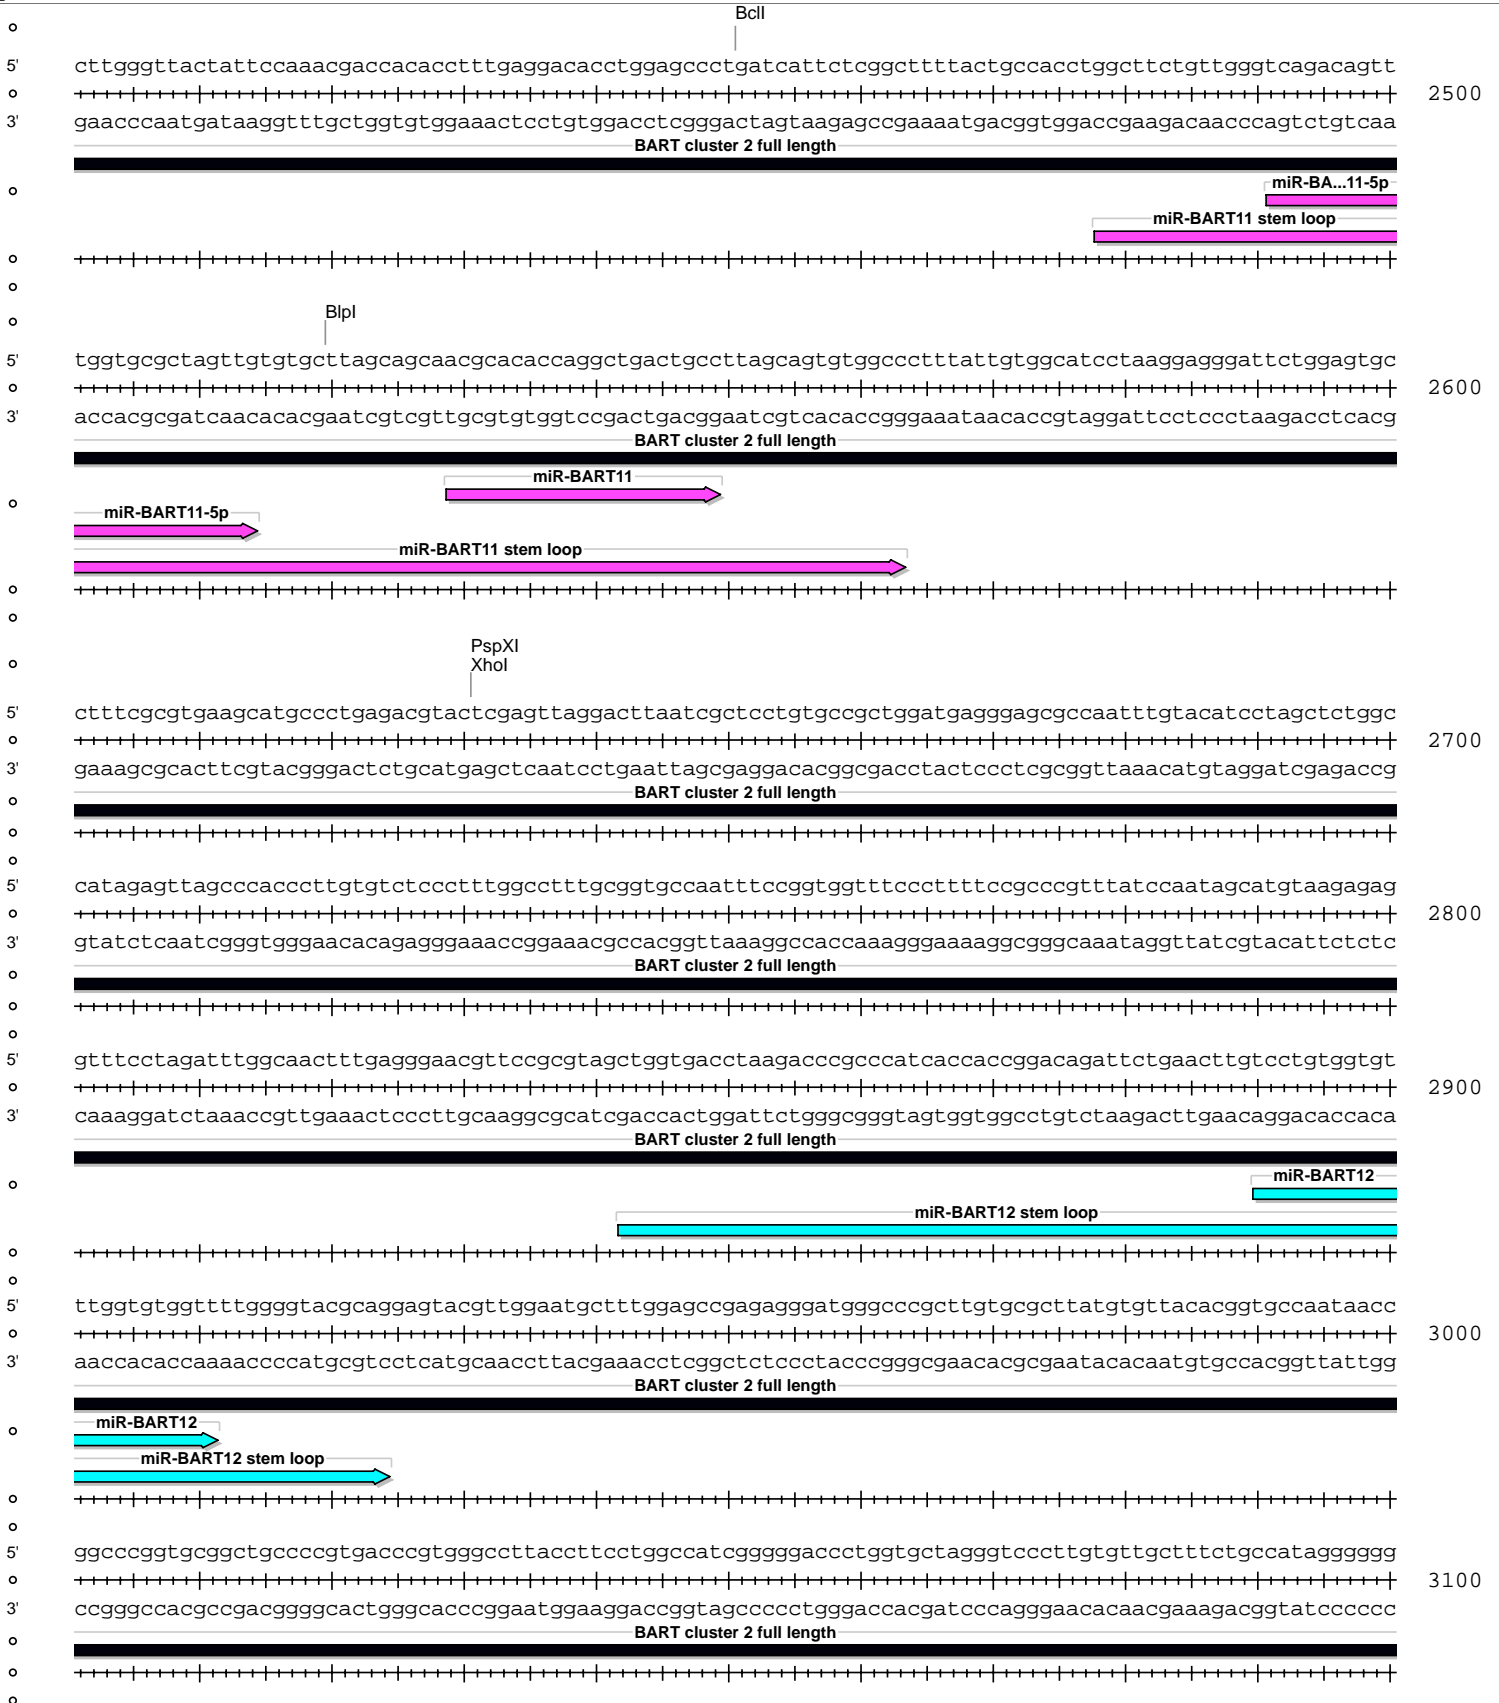 BclI
5' cttgggttactattccaaacgaccacacctttgaggacacctggagccctgatcattctcggcttttactgccacctggcttctgttgggtcagacagtt
2500
3' gaacccaatgataaggtttgctggtgtggaaactcctgtggacctcgggactagtaagagccgaaaatgacggtggaccgaagacaacccagtctgtcaa
BART cluster 2 full length
miR-BA...11-5p
miR-BART11 stem loop
BlpI
5' tggtgcgctagttgtgtgcttagcagcaacgcacaccaggctgactgccttagcagtgtggccctttattgtggcatcctaaggagggattctggagtgc
2600
3' accacgcgatcaacacacgaatcgtcgttgcgtgtggtccgactgacggaatcgtcacaccgggaaataacaccgtaggattcctccctaagacctcacg
BART cluster 2 full length
miR-BART11
miR-BART11-5p
miR-BART11 stem loop
PspXI
XhoI
5' ctttcgcgtgaagcatgccctgagacgtactcgagttaggacttaatcgctcctgtgccgctggatgagggagcgccaatttgtacatcctagctctggc
2700
3' gaaagcgcacttcgtacgggactctgcatgagctcaatcctgaattagcgaggacacggcgacctactccctcgcggttaaacatgtaggatcgagaccg
BART cluster 2 full length
5' catagagttagcccacccttgtgtctccctttggcctttgcggtgccaatttccggtggtttcccttttccgcccgtttatccaatagcatgtaagagag
2800
3' gtatctcaatcgggtgggaacacagagggaaaccggaaacgccacggttaaaggccaccaaagggaaaaggcgggcaaataggttatcgtacattctctc
BART cluster 2 full length
5' gtttcctagatttggcaactttgagggaacgttccgcgtagctggtgacctaagacccgcccatcaccaccggacagattctgaacttgtcctgtggtgt
2900
3' caaaggatctaaaccgttgaaactcccttgcaaggcgcatcgaccactggattctgggcgggtagtggtggcctgtctaagacttgaacaggacaccaca
BART cluster 2 full length
miR-BART12
miR-BART12 stem loop
5' ttggtgtggttttggggtacgcaggagtacgttggaatgctttggagccgagagggatgggcccgcttgtgcgcttatgtgttacacggtgccaataacc
3000
3' aaccacaccaaaaccccatgcgtcctcatgcaaccttacgaaacctcggctctccctacccgggcgaacacgcgaatacacaatgtgccacggttattgg
BART cluster 2 full length
miR-BART12
miR-BART12 stem loop
5' ggcccggtgcggctgccccgtgacccgtgggccttaccttcctggccatcgggggaccctggtgctagggtcccttgtgttgctttctgccataggggg
3100
3' ccgggccacgccgacggggcactgggcacccggaatggaaggaccggtagccccctgggaccacgatcccagggaacacaacgaaagacggtatccccccc
BART cluster 2 full length